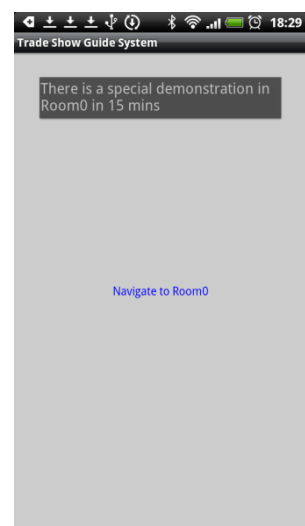 18:29
Trade Show Guide System
There is a special demonstration in
Room0 in 15 mins
Navigate to Room0